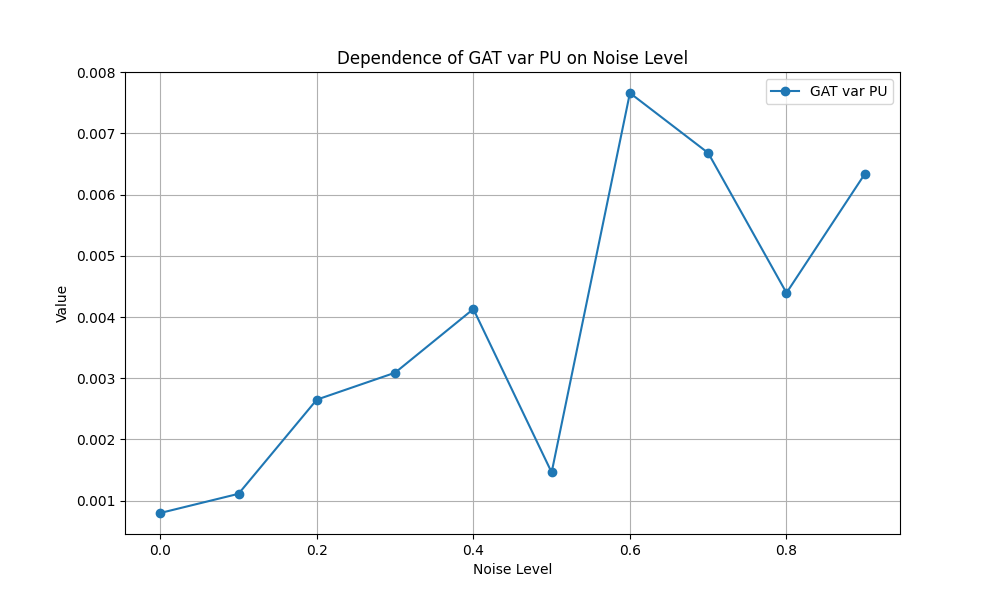 Dependence of GAT var PU on Noise Level
GAT var PU
0.008
0.007
0.006
0.005
0.004
0.003
0.002
0.001
Value
0.0 0.2 0.4 0.6 0.8
Noise Level